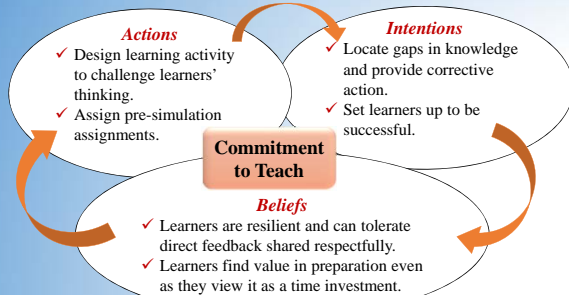 Actions
✓ Design learning activity
to challenge learners'
thinking.
✓ Assign pre-simulation
assignments.
Intentions
✓ Locate gaps in knowledge
and provide corrective
action.
✓ Set learners up to be
successful.
Commitment
to Teach
Beliefs
✓ Learners are resilient and can tolerate
direct feedback shared respectfully.
✓ Learners find value in preparation even
as they view it as a time investment.